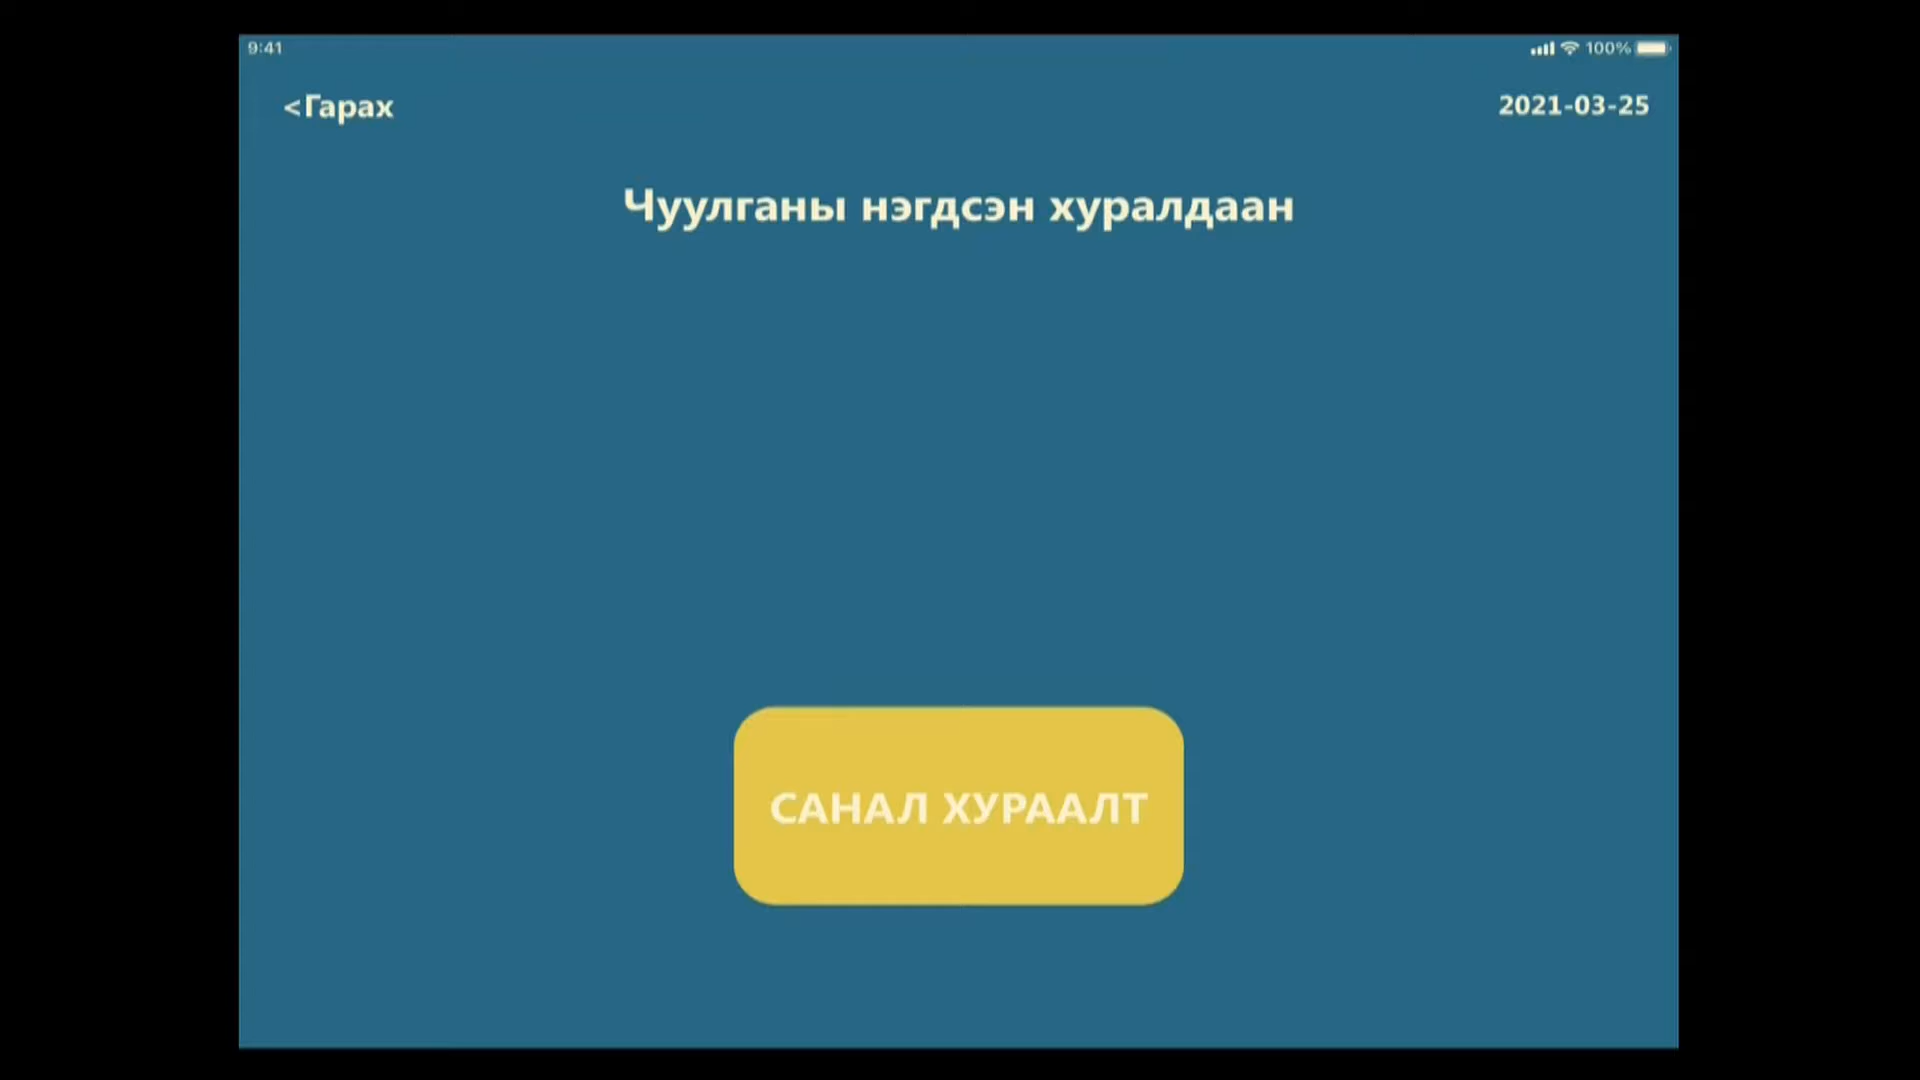 9:41 100%
<Гарах 2021-03-25
Чуулганы нэгдсэн хуралдаан
САНАЛ ХУРААЛТ